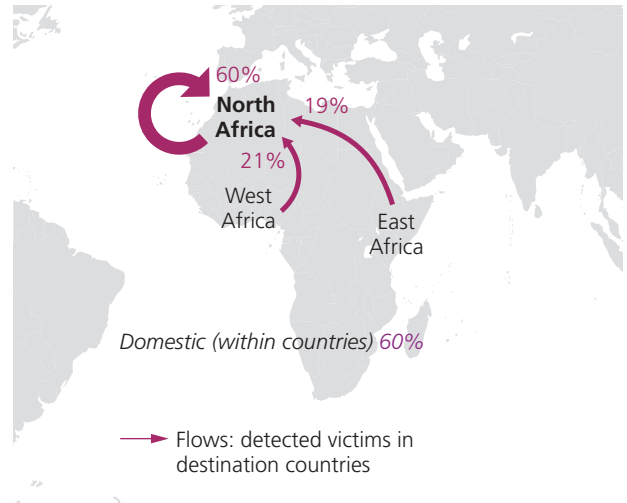 60%
North
Africa
19%
21%
West
Africa
East
Africa
Domestic (within countries) 60%
Flows: detected victims in
destination countries